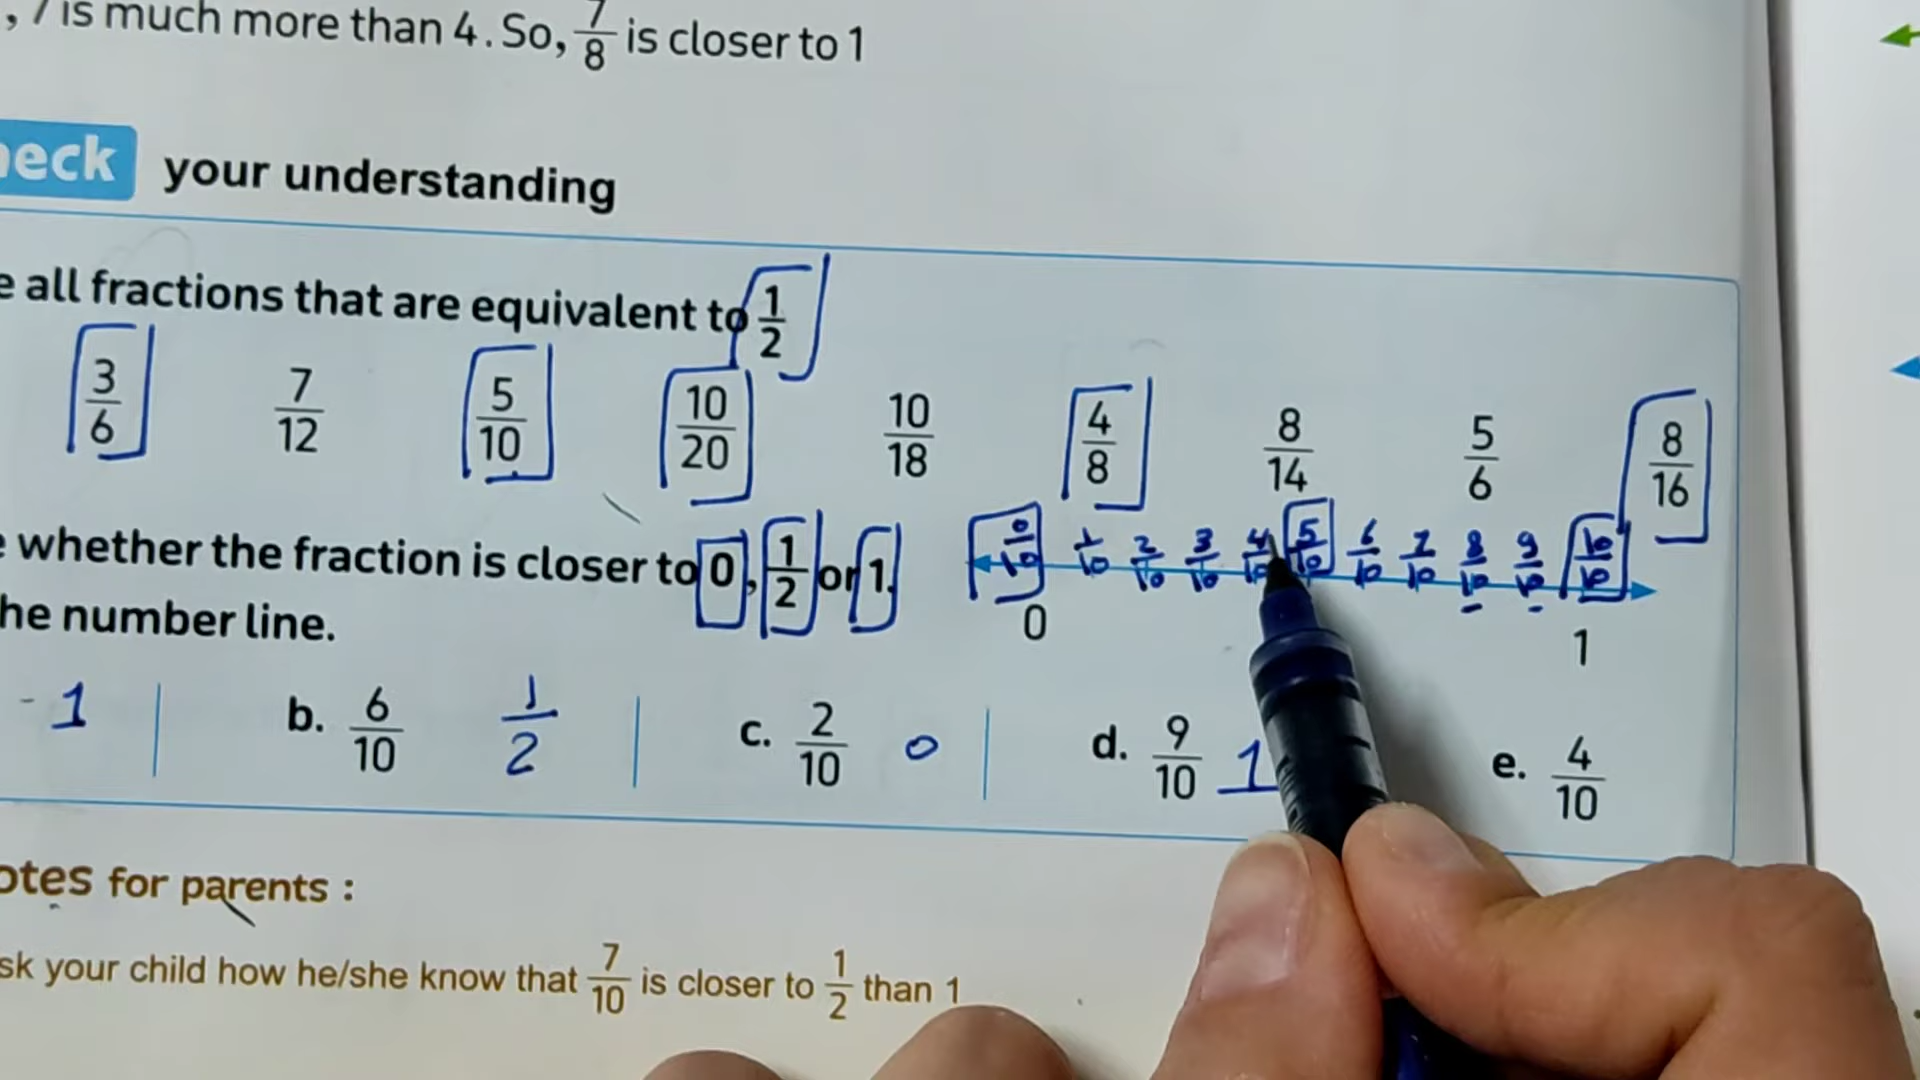 , 7 is much more than 4. So, 7/8 is closer to 1
heck your understanding
e all fractions that are equivalent to 1/2
3/6 7/12 5/10 10/20 10/18 4/8 8/14 5/6 8/16
e whether the fraction is closer to 0, 1/2 or 1.
he number line.
0/10 1/10 2/10 3/10 4/10 5/10 6/10 7/10 8/10 9/10 10/10
0 1
1 b. 6/10 1/2 c. 2/10 0 d. 9/10 1 e. 4/10
otes for parents :
sk your child how he/she know that 7/10 is closer to 1/2 than 1